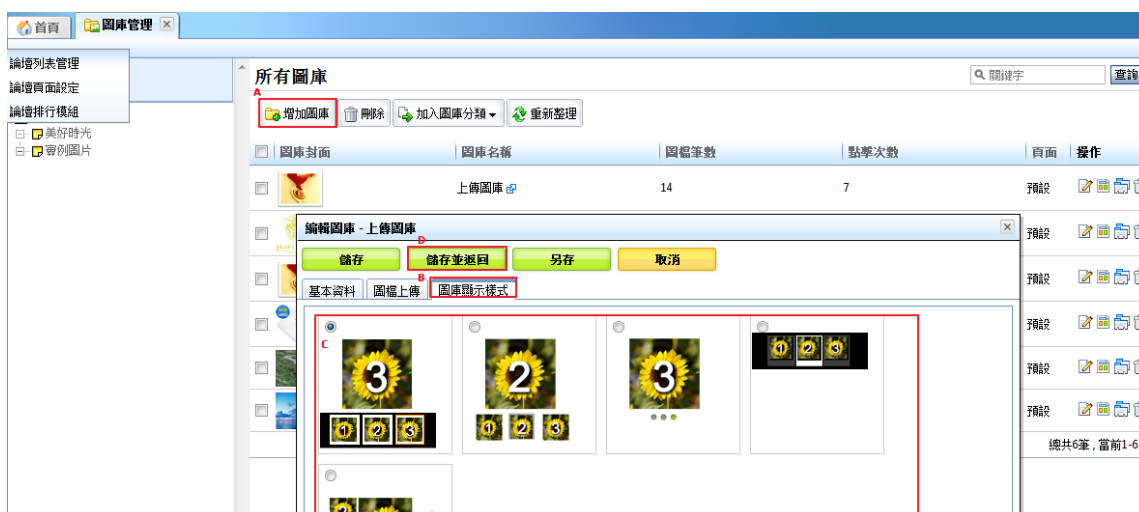 首頁 圖庫管理
論壇列表管理
論壇頁面設定
論壇排行模組
美好時光
審例圖片
所有圖庫 關鍵字 查詢
A
增加圖庫 刪除 加入圖庫分類 重新整理
圖庫封面 圖庫名稱 圖檔筆數 點擊次數 頁面 操作
上傳圖庫 14 7 預設
編輯圖庫 - 上傳圖庫
預設
D
儲存 儲存並返回 另存 取消
B
基本資料 圖檔上傳 圖庫顯示樣式
預設
預設
C
3 2 3 1 2 3
1 2 3 1 2 3
預設
預設
總共6筆 , 當前1-6
2